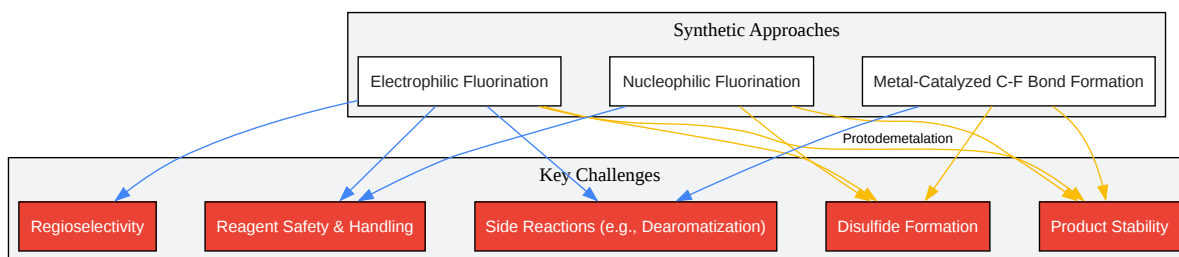 Synthetic Approaches
Electrophilic Fluorination
Nucleophilic Fluorination
Metal-Catalyzed C-F Bond Formation
Protodemetalation
Key Challenges
Regioselectivity
Reagent Safety & Handling
Side Reactions (e.g., Dearomatization)
Disulfide Formation
Product Stability